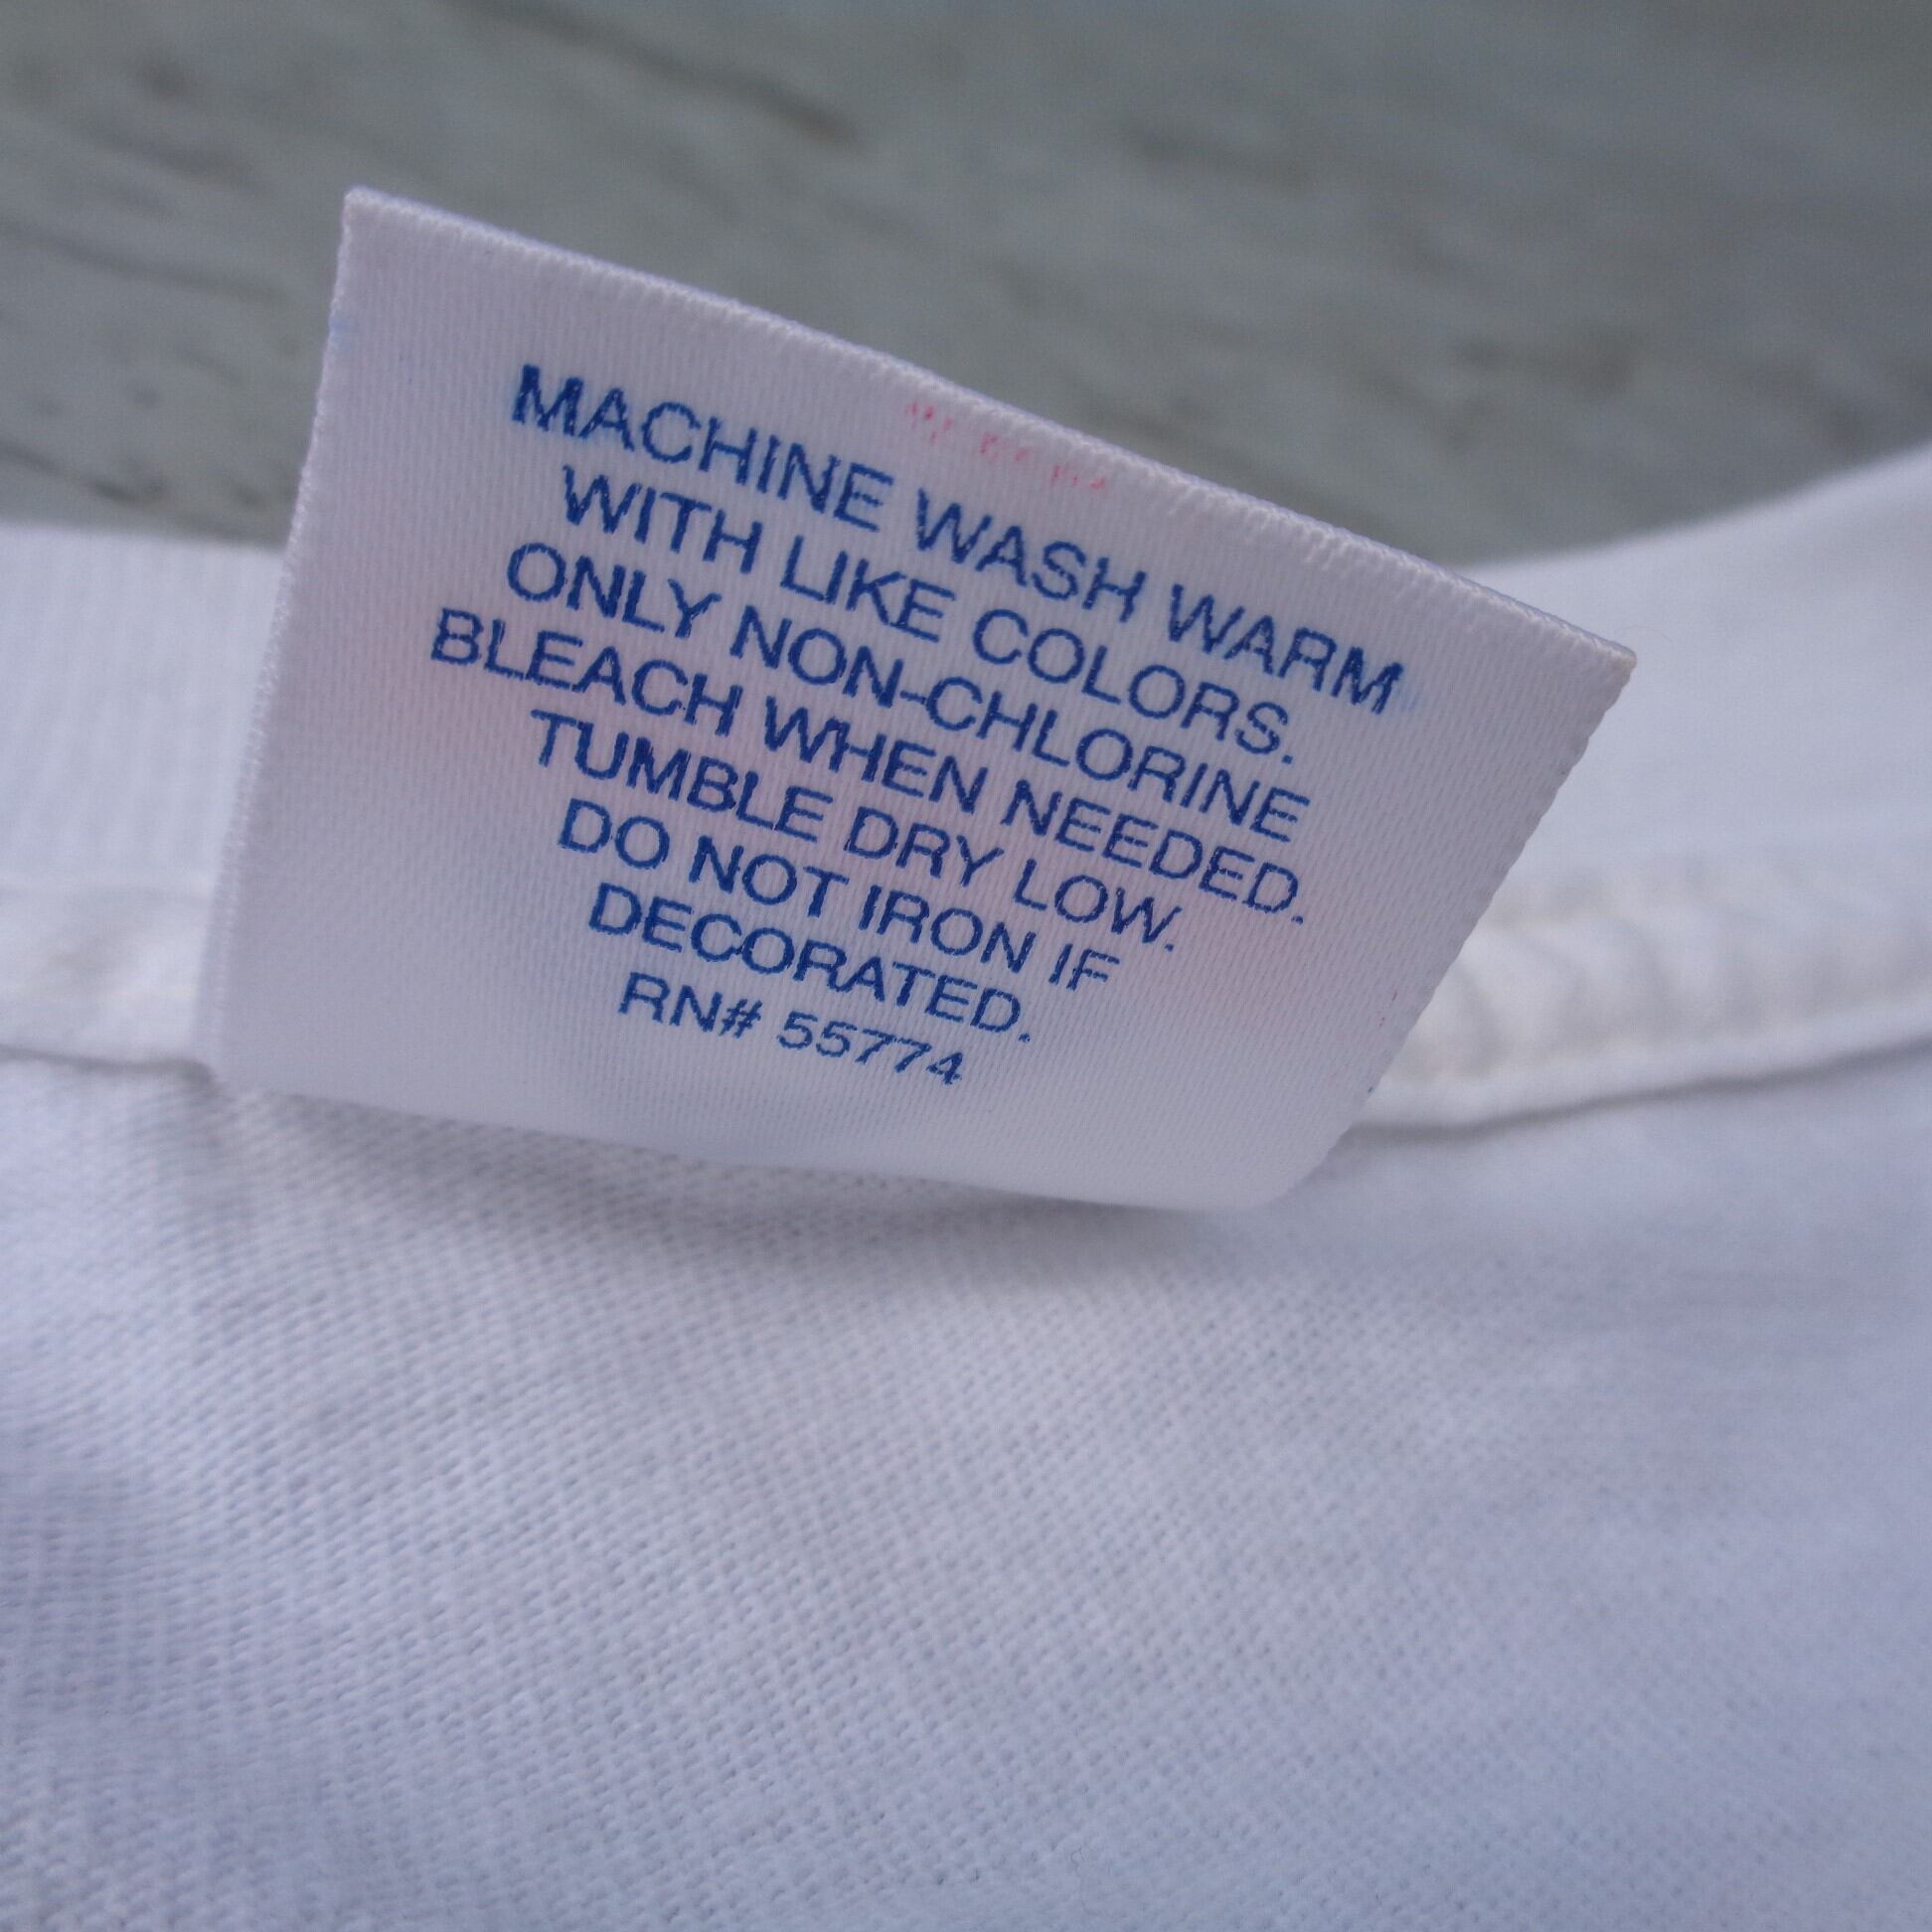 MACHINE WASH WARM
WITH LIKE COLORS.
ONLY NON-CHLORINE
BLEACH WHEN NEEDED.
TUMBLE DRY LOW.
DO NOT IRON IF
DECORATED.
RN# 55774